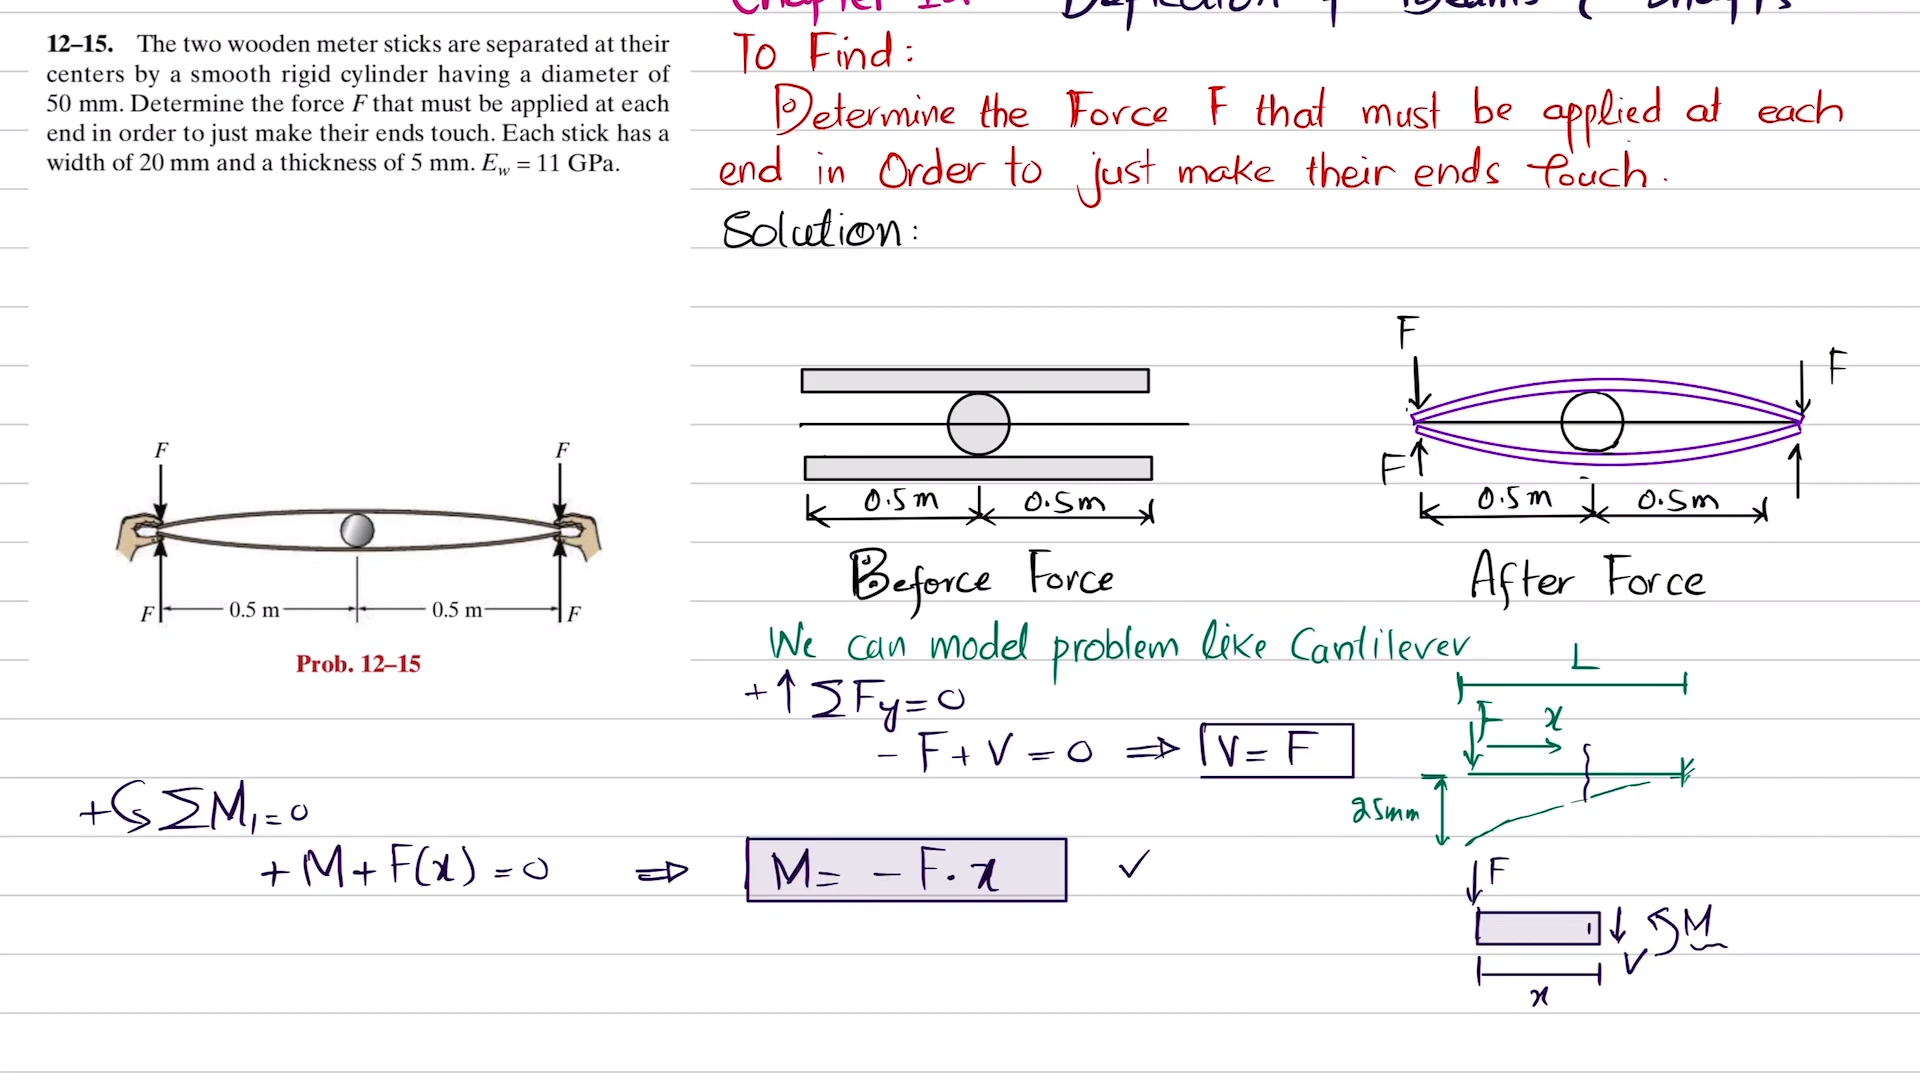 12–15. The two wooden meter sticks are separated at their
centers by a smooth rigid cylinder having a diameter of
50 mm. Determine the force F that must be applied at each
end in order to just make their ends touch. Each stick has a
width of 20 mm and a thickness of 5 mm. E_w = 11 GPa.
F F
F 0.5 m 0.5 m F
Prob. 12–15
To Find:
Determine the Force F that must be applied at each
end in Order to just make their ends touch.
Solution:
0.5m 0.5m
Beforce Force
F F
F
0.5m 0.5m
After Force
We can model problem like Cantilever
+↑ ΣFy=0
- F + V = 0 ⇒ V = F
+↺ ΣM₁=0
+ M + F(x) = 0 ⇒ M = - F·x ✓
L
F x
25mm
F
V M
x